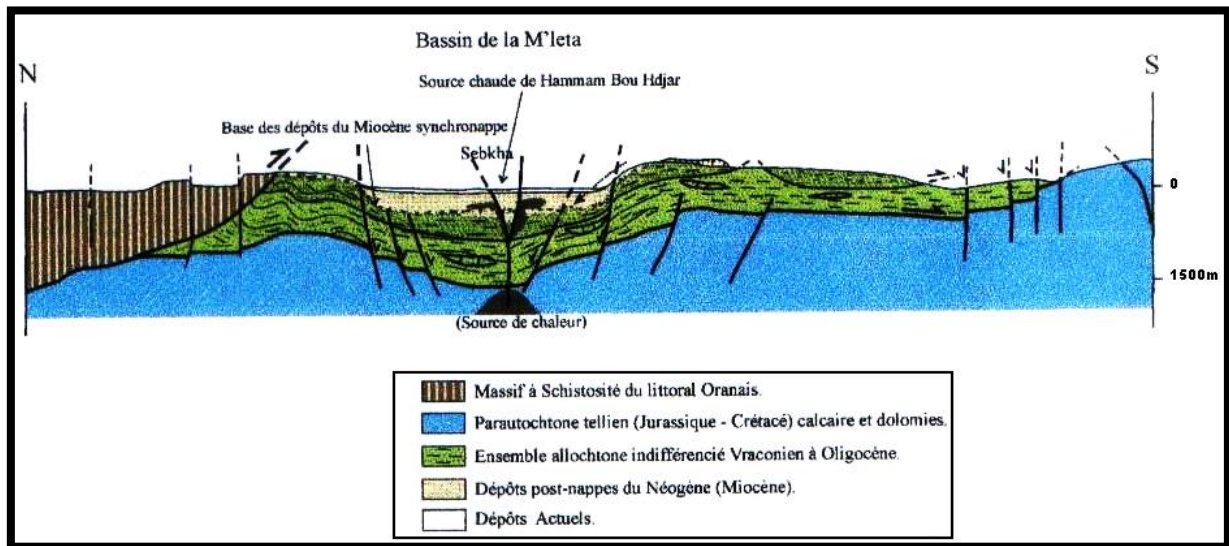 Bassin de la M'leta
N
S
Source chaude de Hammam Bou Hdjar
Base des dépôts du Miocène synchronappe
Sebkha
0
1500m
(Source de chaleur)
Massif à Schistosité du littoral Oranais.
Parautochtone tellien (Jurassique - Crétacé) calcaire et dolomies.
Ensemble allochtone indifférencié Vraconien à Oligocène.
Dépôts post-nappes du Néogène (Miocène).
Dépôts Actuels.